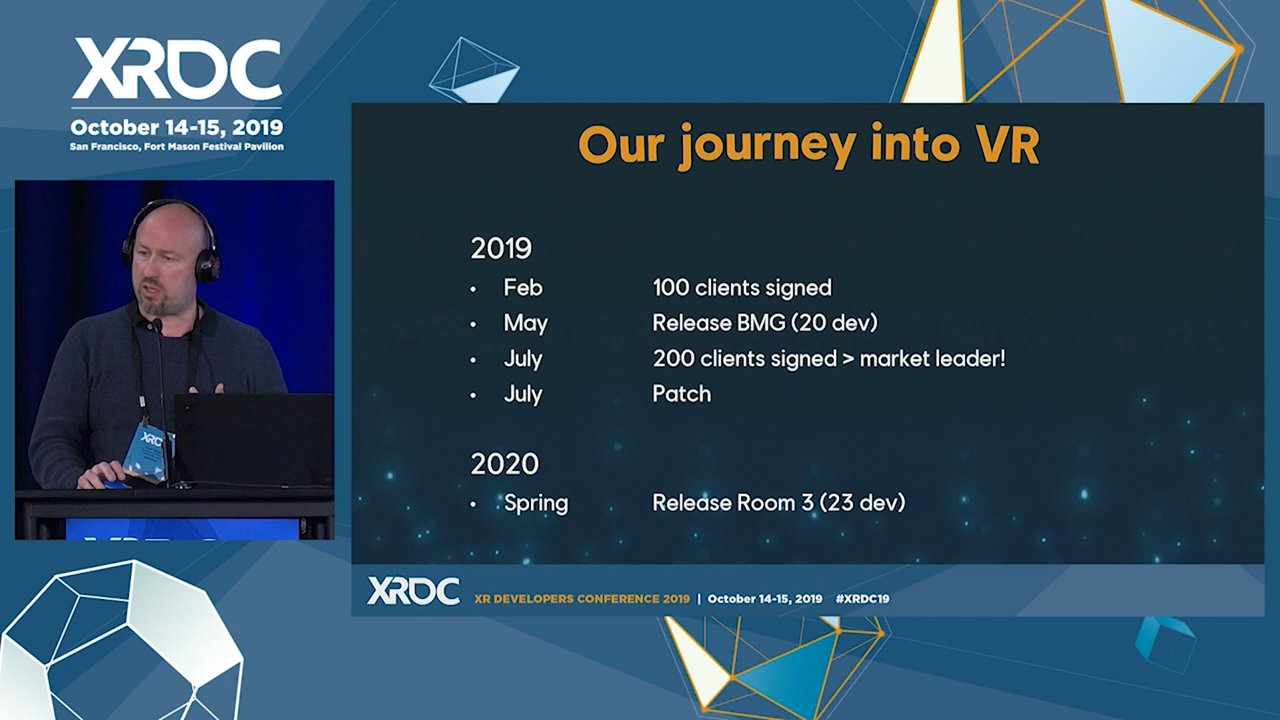 XRDC
October 14-15, 2019
San Francisco, Fort Mason Festival Pavilion
Our journey into VR
2019
• Feb 100 clients signed
• May Release BMG (20 dev)
• July 200 clients signed > market leader!
• July Patch
2020
• Spring Release Room 3 (23 dev)
XRDC
XRDC XR DEVELOPERS CONFERENCE 2019 | October 14-15, 2019 #XRDC19